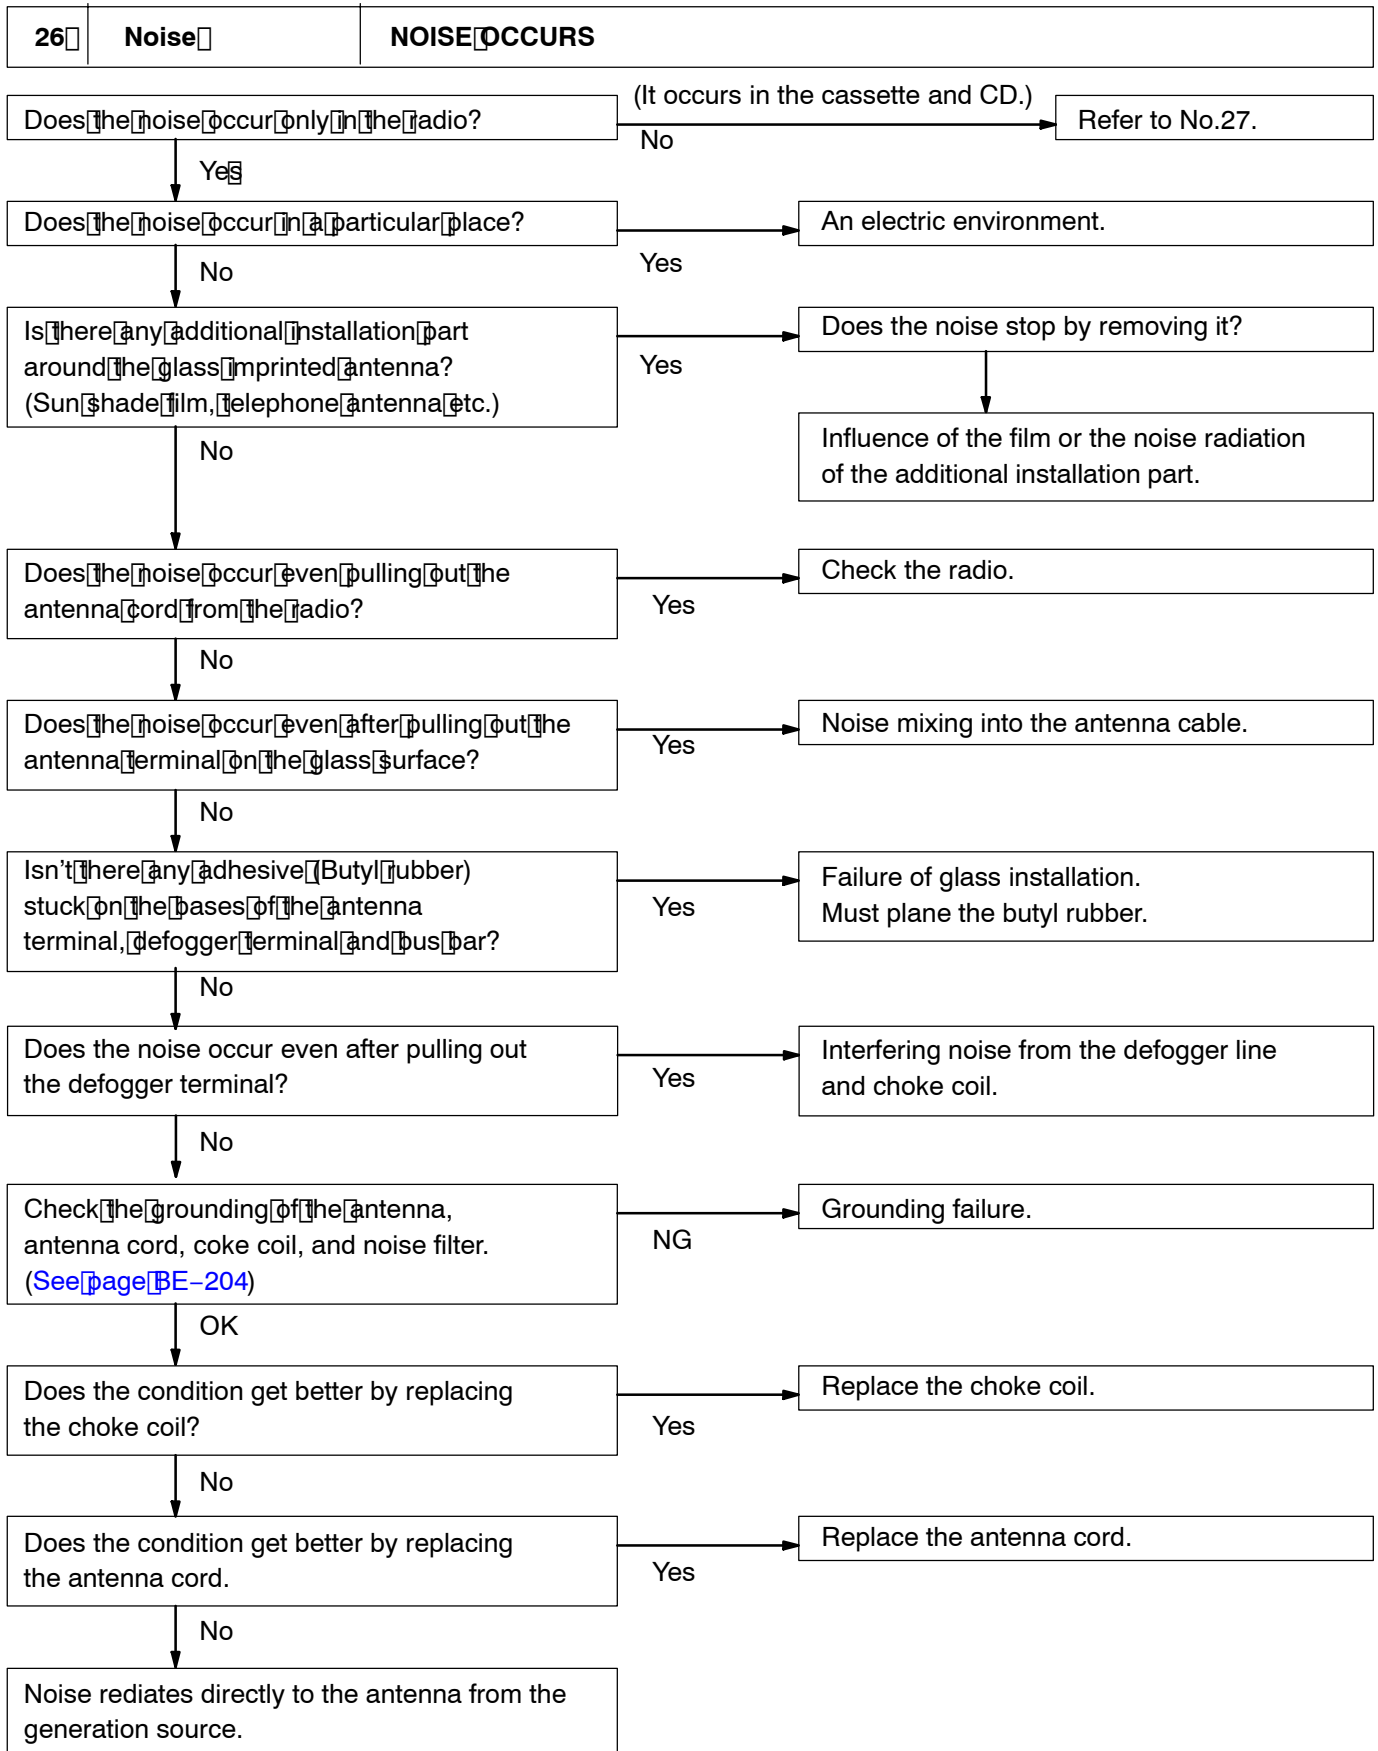 26 Noise NOISE OCCURS
(It occurs in the cassette and CD.)
Does the noise occur only in the radio?
Refer to No.27.
No
Yes
Does the noise occur in a particular place?
An electric environment.
Yes
No
Is there any additional installation part
around the glass imprinted antenna?
(Sun shade film, telephone antenna etc.)
Does the noise stop by removing it?
Yes
Influence of the film or the noise radiation
of the additional installation part.
No
Does the noise occur even pulling out the
antenna cord from the radio?
Check the radio.
Yes
No
Does the noise occur even after pulling out the
antenna terminal on the glass surface?
Noise mixing into the antenna cable.
Yes
No
Isn't there any adhesive (Butyl rubber)
stuck on the bases of the antenna
terminal, defogger terminal and bus bar?
Failure of glass installation.
Must plane the butyl rubber.
Yes
No
Does the noise occur even after pulling out
the defogger terminal?
Interfering noise from the defogger line
and choke coil.
Yes
No
Check the grounding of the antenna,
antenna cord, coke coil, and noise filter.
(See page BE−204)
Grounding failure.
NG
OK
Does the condition get better by replacing
the choke coil?
Replace the choke coil.
Yes
No
Does the condition get better by replacing
the antenna cord.
Replace the antenna cord.
Yes
No
Noise rediates directly to the antenna from the
generation source.